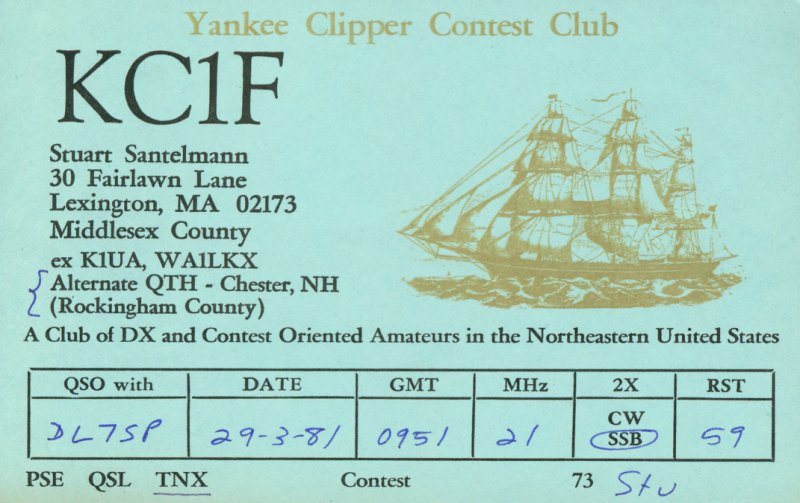 Yankee Clipper Contest Club
KC1F
Stuart Santelmann
30 Fairlawn Lane
Lexington, MA 02173
Middlesex County
ex K1UA, WA1LKX
Alternate QTH - Chester, NH
(Rockingham County)
A Club of DX and Contest Oriented Amateurs in the Northeastern United States
QSO with DATE GMT MHz 2X RST
DL7SP 29-3-81 0951 21 CW SSB 59
PSE QSL TNX Contest 73 Stu